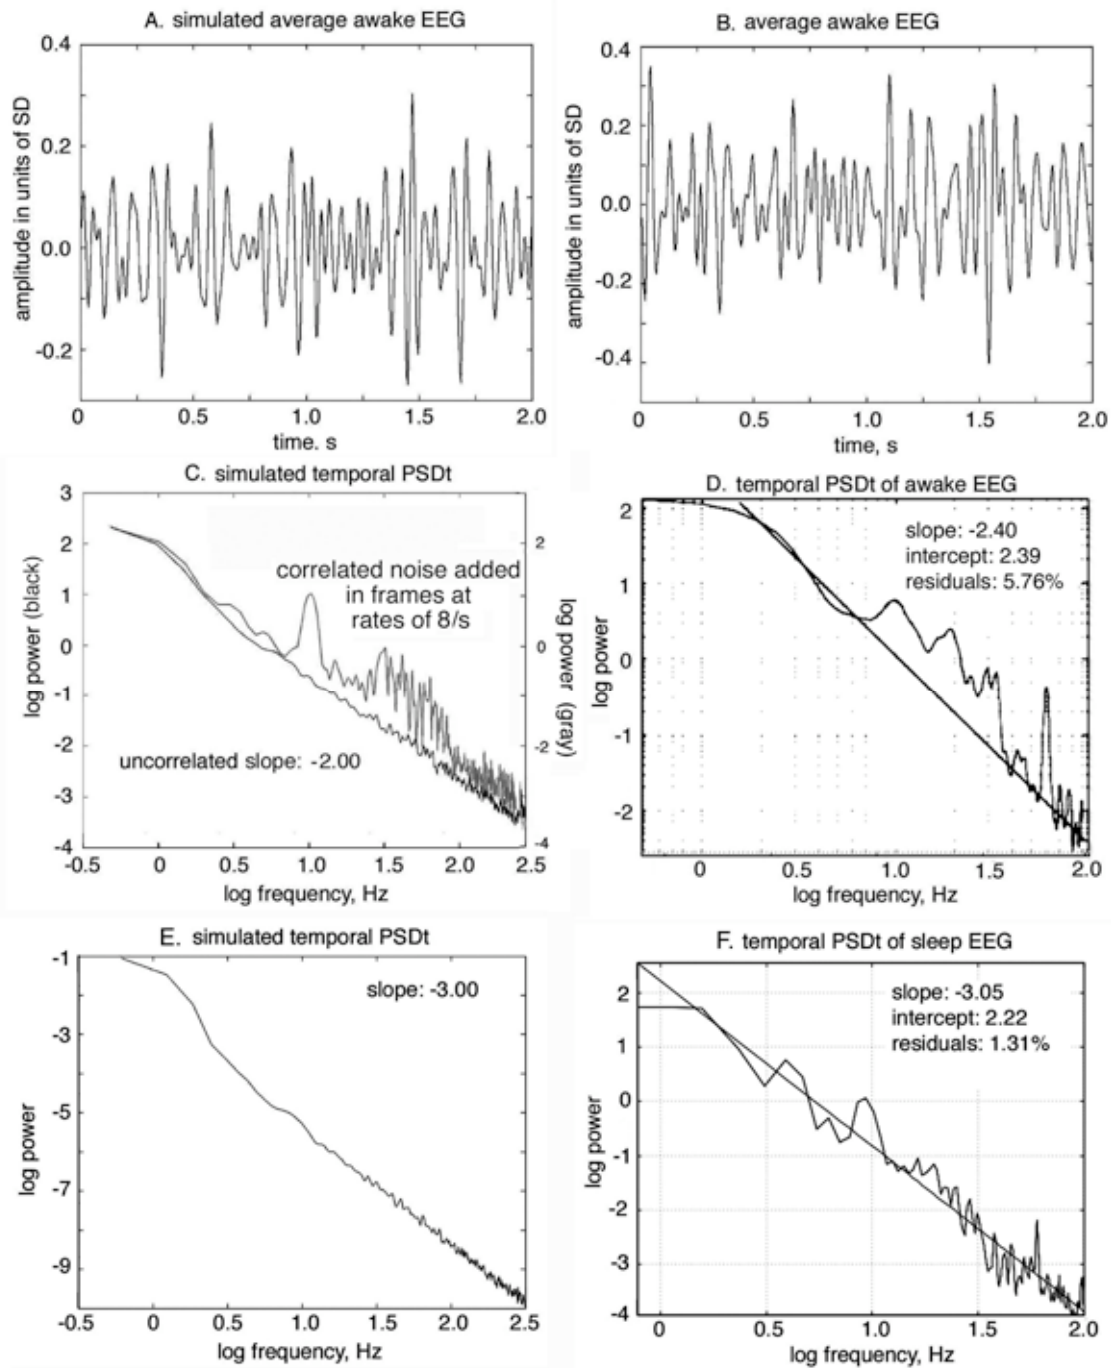 A. simulated average awake EEG
0.4
0.2
0.0
-0.2
amplitude in units of SD
0
0.5
1.0
1.5
2.0
time. s
B. average awake EEG
0.4
0.2
0.0
-0.2
-0.4
-0.5
amplitude in units of SD
0
0.5
1.0
1.5
2.0
time, s
C. simulated temporal PSDt
3
2
1
0
-1
-2
-3
-4
log power (black)
correlated noise added
in frames at
rates of 8/s
uncorrelated slope: -2.00
2
0
-2
-4
log power (gray)
-0.5
0
0.5
1.0
1.5
2.0
2.5
log frequency, Hz
D. temporal PSDt of awake EEG
2
1
0
-1
-2
log power
slope: -2.40
intercept: 2.39
residuals: 5.76%
0
0.5
1.0
1.5
2.0
log frequency, Hz
E. simulated temporal PSDt
-1
-3
-5
-7
-9
log power
slope: -3.00
-0.5
0
0.5
1.0
1.5
2.0
2.5
log frequency, Hz
F. temporal PSDt of sleep EEG
2
1
0
-1
-2
-3
-4
log power
slope: -3.05
intercept: 2.22
residuals: 1.31%
0
0.5
1.0
1.5
2.0
log frequency, Hz